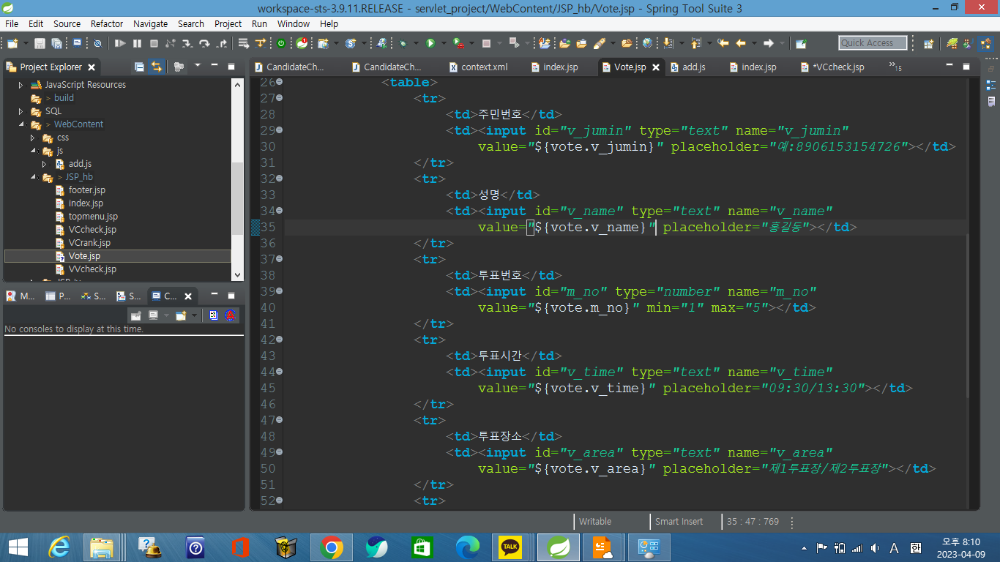 workspace-sts-3.9.11.RELEASE - servlet_project/WebContent/JSP_hb/Vote.jsp - Spring Tool Suite 3
File Edit Source Refactor Navigate Search Project Run Window Help
Quick Access
Project Explorer
CandidateCh... CandidateCh... context.xml index.jsp Vote.jsp add.js index.jsp *VCcheck.jsp »15
JavaScript Resources
> build
SQL
> WebContent
css
js
add.js
> JSP_hb
footer.jsp
index.jsp
topmenu.jsp
VCcheck.jsp
VCrank.jsp
Vote.jsp
VVcheck.jsp
M... P... S... S... C...
No consoles to display at this time.
26 <table>
27 <tr>
28 <td>주민번호</td>
29 <td><input id="v_jumin" type="text" name="v_jumin"
30 value="${vote.v_jumin}" placeholder="예:8906153154726"></td>
31 </tr>
32 <tr>
33 <td>성명</td>
34 <td><input id="v_name" type="text" name="v_name"
35 value="${vote.v_name}" placeholder="홍길동"></td>
36 </tr>
37 <tr>
38 <td>투표번호</td>
39 <td><input id="m_no" type="number" name="m_no"
40 value="${vote.m_no}" min="1" max="5"></td>
41 </tr>
42 <tr>
43 <td>투표시간</td>
44 <td><input id="v_time" type="text" name="v_time"
45 value="${vote.v_time}" placeholder="09:30/13:30"></td>
46 </tr>
47 <tr>
48 <td>투표장소</td>
49 <td><input id="v_area" type="text" name="v_area"
50 value="${vote.v_area}" placeholder="제1투표장/제2투표장"></td>
51 </tr>
52 <tr>
Writable Smart Insert 35 : 47 : 769
TALK
A 한
오후 8:10
2023-04-09